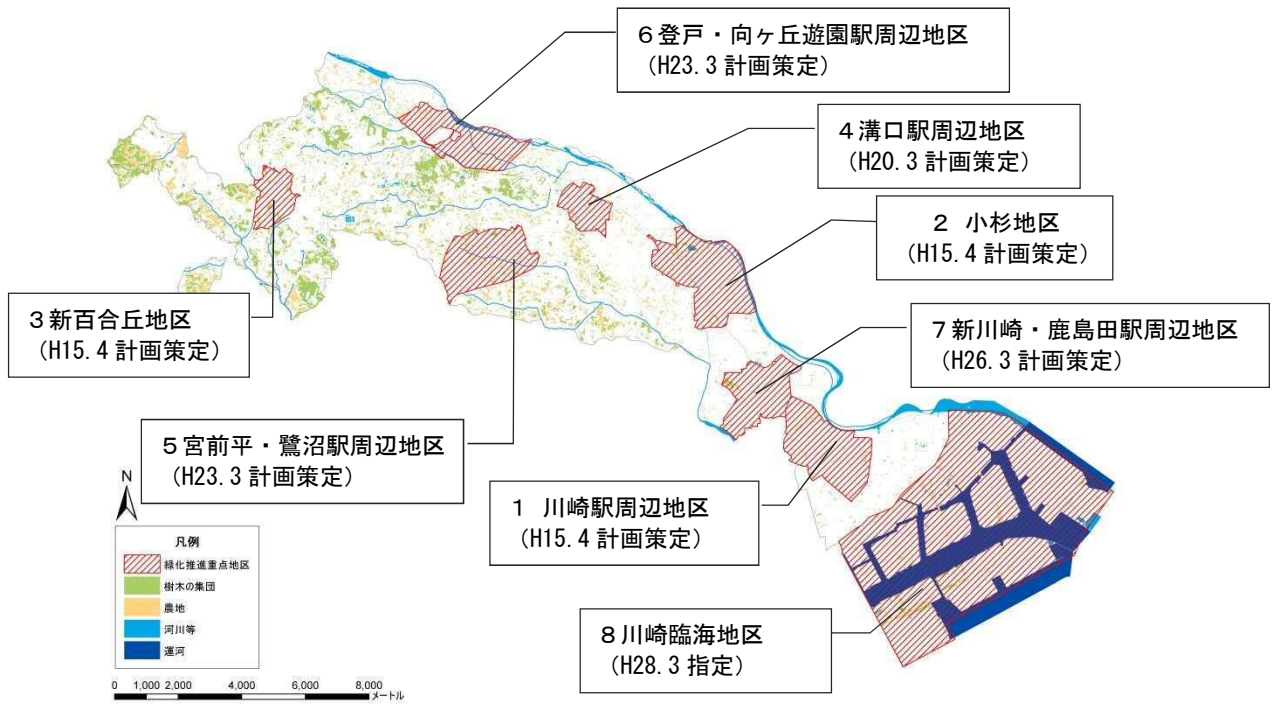 ６登戸・向ヶ丘遊園駅周辺地区
（H23.3 計画策定）
４溝口駅周辺地区
（H20.3 計画策定）
２ 小杉地区
（H15.4 計画策定）
３新百合丘地区
（H15.4 計画策定）
７新川崎・鹿島田駅周辺地区
（H26.3 計画策定）
５宮前平・鷺沼駅周辺地区
（H23.3 計画策定）
１ 川崎駅周辺地区
（H15.4 計画策定）
８川崎臨海地区
（H28.3 指定）
N
凡例
緑化推進重点地区
樹木の集団
農地
河川等
運河
0 1,000 2,000 4,000 6,000 8,000
メートル